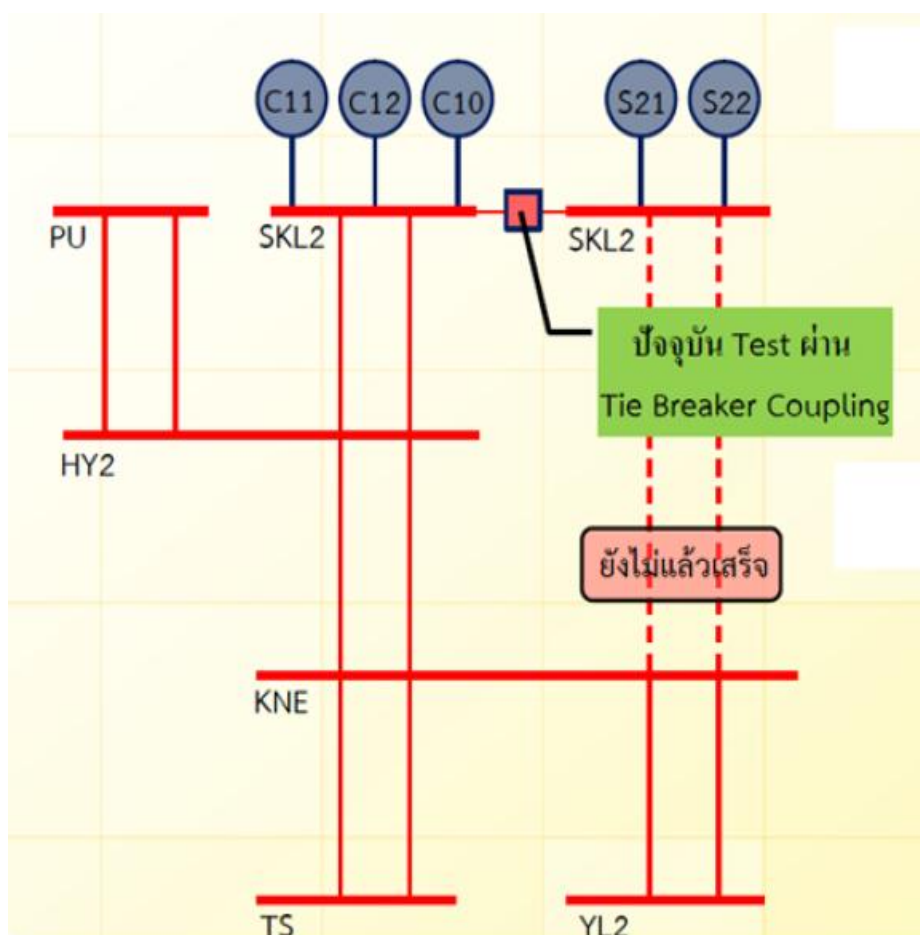 C11 C12 C10 S21 S22
PU SKL2 SKL2
ปัจจุบัน Test ผ่าน
Tie Breaker Coupling
HY2
ยังไม่แล้วเสร็จ
KNE
TS YL2